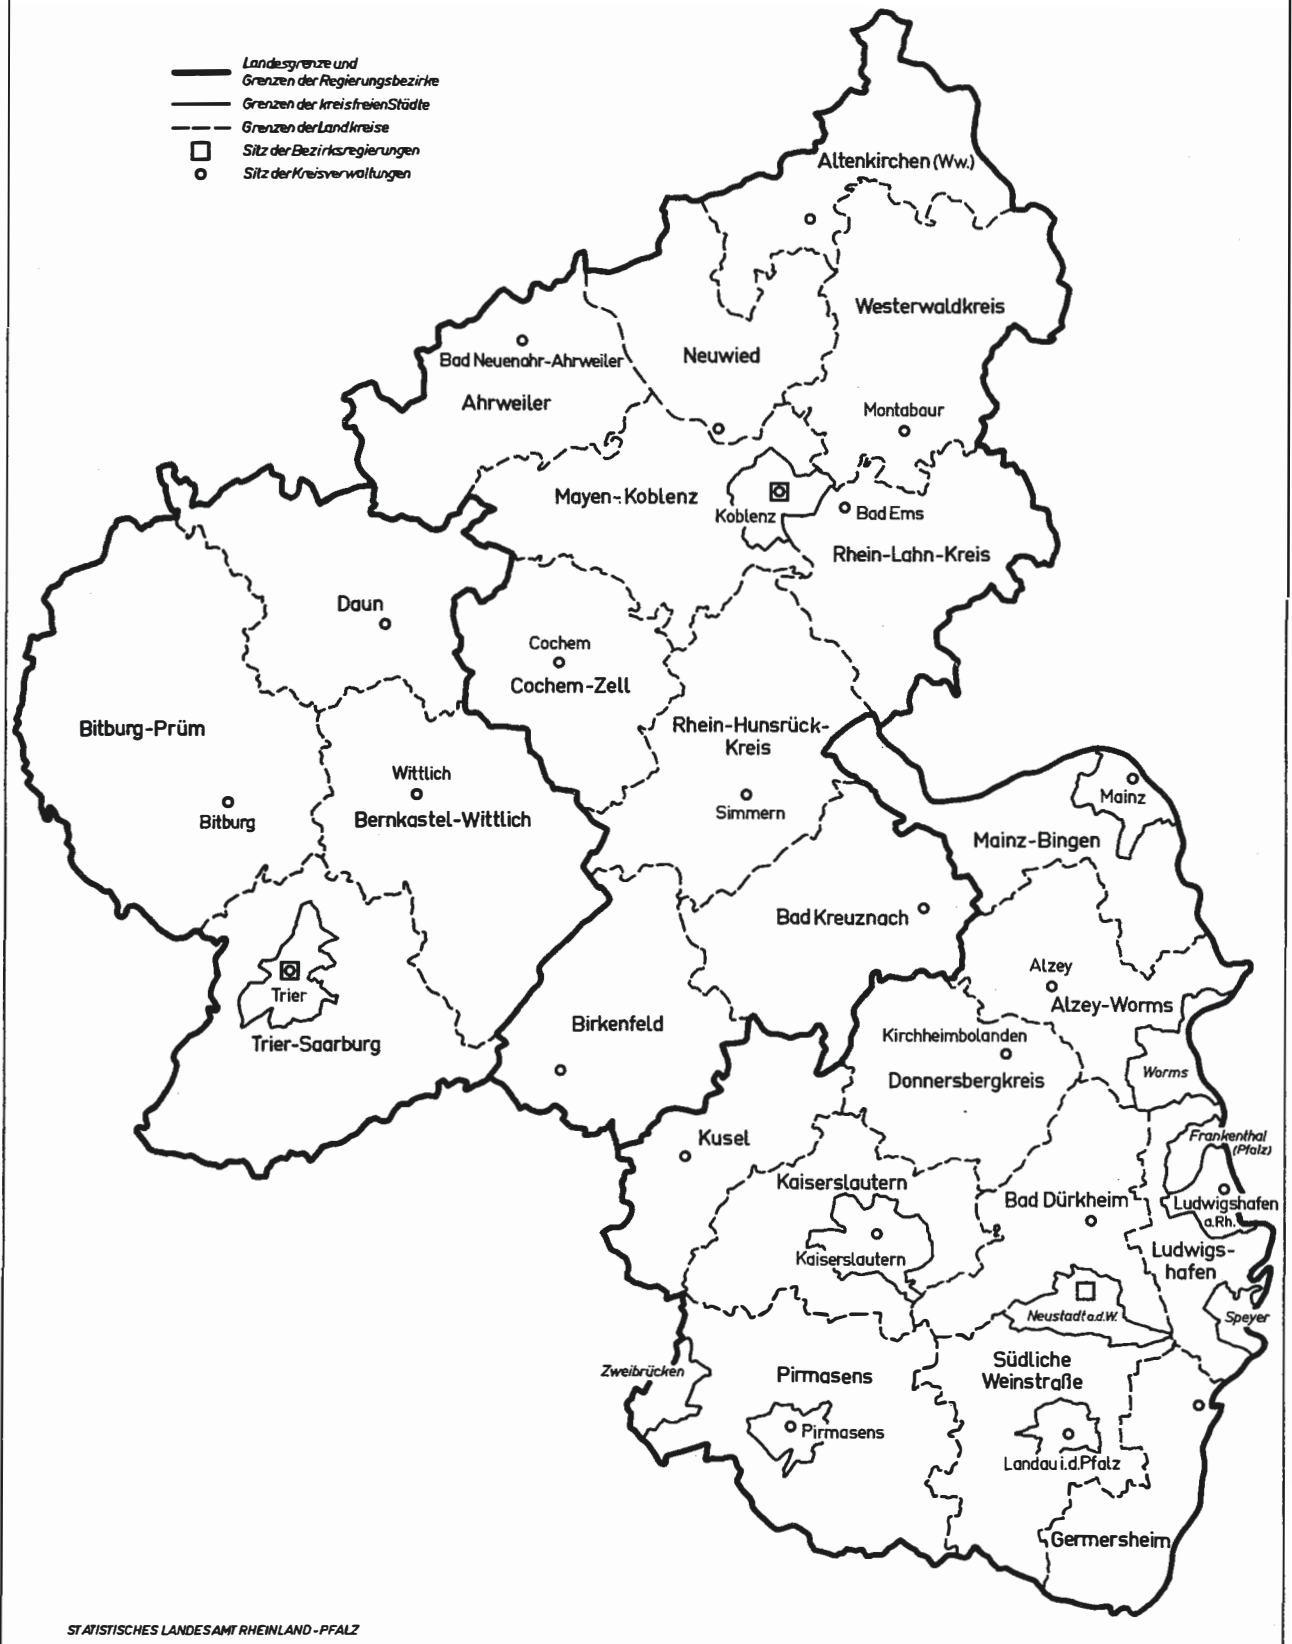 Landesgrenze und
Grenzen der Regierungsbezirke
Grenzen der kreisfreien Städte
Grenzen der Landkreise
Sitz der Bezirksregierungen
Sitz der Kreisverwaltungen
Altenkirchen (Ww.)
Westerwaldkreis
Neuwied
Bad Neuenahr-Ahrweiler
Ahrweiler
Montabaur
Mayen-Koblenz
Koblenz
Bad Ems
Rhein-Lahn-Kreis
Daun
Cochem
Cochem-Zell
Bitburg-Prüm
Rhein-Hunsrück-
Kreis
Wittlich
Bernkastel-Wittlich
Bitburg
Simmern
Mainz
Mainz-Bingen
Bad Kreuznach
Alzey
Alzey-Worms
Trier
Trier-Saarburg
Birkenfeld
Kirchheimbolanden
Donnersbergkreis
Worms
Kusel
Frankenthal
(Pfalz)
Kaiserslautern
Bad Dürkheim
Ludwigshafen
a.Rh.
Kaiserslautern
Ludwigs-
hafen
Neustadt a.d.W.
Speyer
Zweibrücken
Pirmasens
Südliche
Weinstraße
Pirmasens
Landau i.d.Pfalz
Germersheim
STATISTISCHES LANDESAMT RHEINLAND-PFALZ